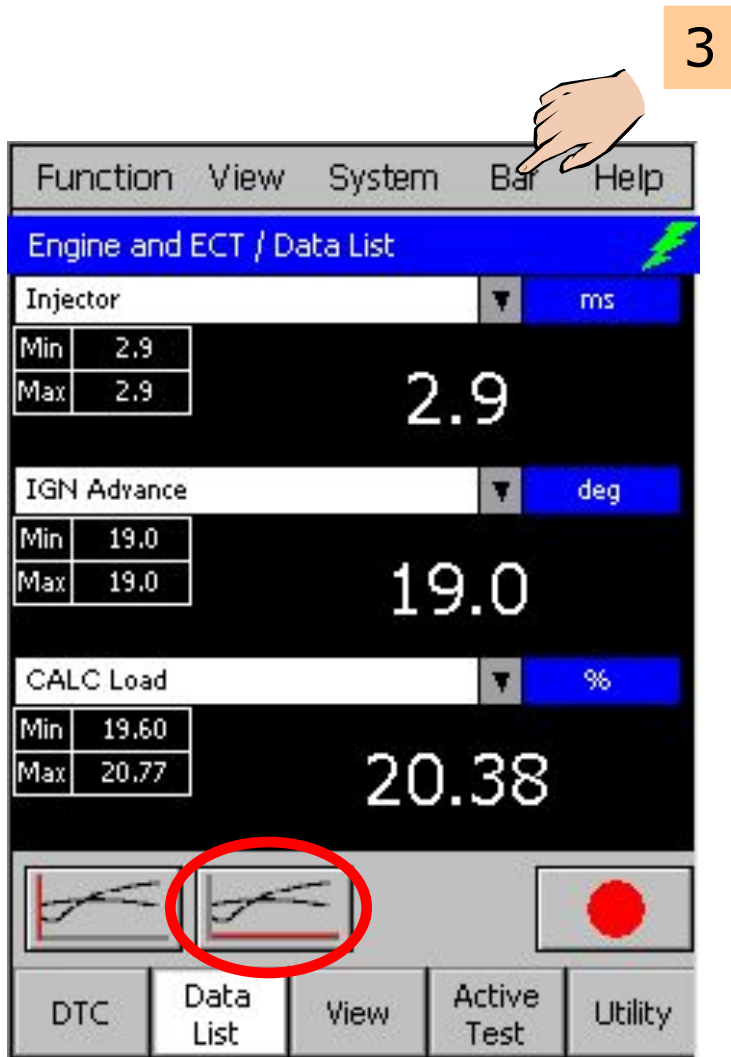 3
Function View System Bar Help
Engine and ECT / Data List
Injector ms
Min 2.9
Max 2.9
2.9
IGN Advance deg
Min 19.0
Max 19.0
19.0
CALC Load %
Min 19.60
Max 20.77
20.38
DTC
Data
List
View
Active
Test
Utility